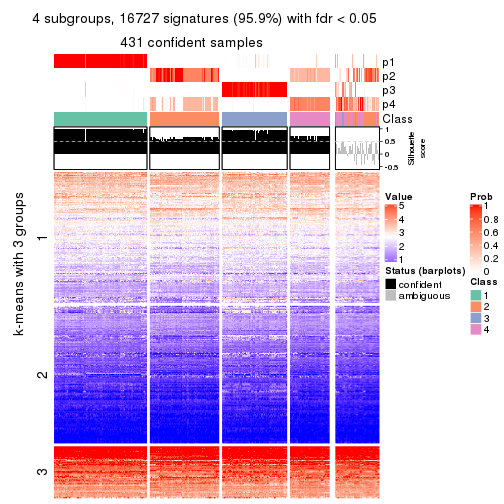 4 subgroups, 16727 signatures (95.9%) with fdr < 0.05
431 confident samples
p1
p2
p3
p4
Class
1
0.5
0
-0.5
Silhouette
score
k-means with 3 groups
1
2
3
Value
5
4
3
2
1
Status (barplots)
confident
ambiguous
Prob
1
0.8
0.6
0.4
0.2
0
Class
1
2
3
4